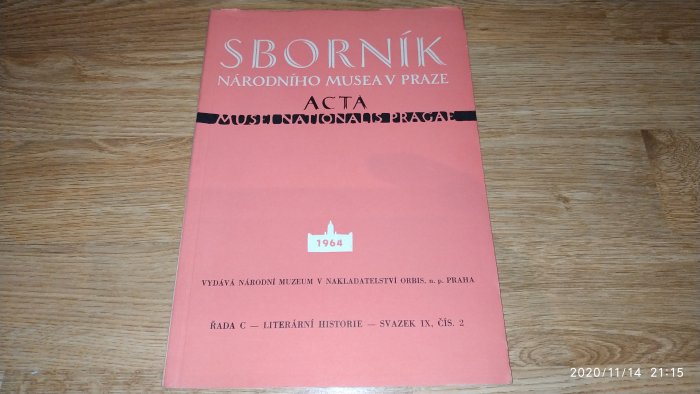 SBORNÍK
NÁRODNÍHO MUSEA V PRAZE
ACTA
MUSEI NATIONALIS PRAGAE
1964
VYDÁVÁ NÁRODNÍ MUZEUM V NAKLADATELSTVÍ ORBIS, n. p. PRAHA
ŘADA C — LITERÁRNÍ HISTORIE — SVAZEK IX, ČÍS. 2
2020/11/14 21:15